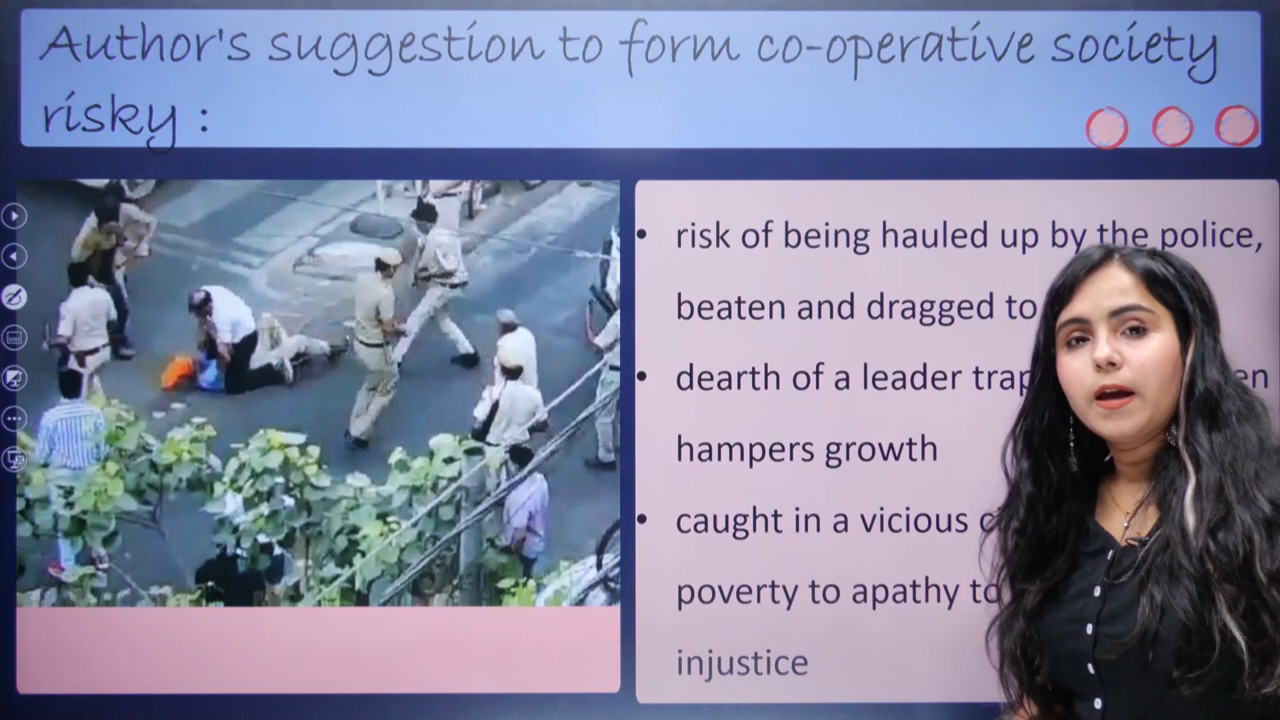 Author's suggestion to form co-operative society
risky :
• risk of being hauled up by the police,
beaten and dragged to
• dearth of a leader
hampers growth
• caught in a vicious
poverty to apathy to
injustice